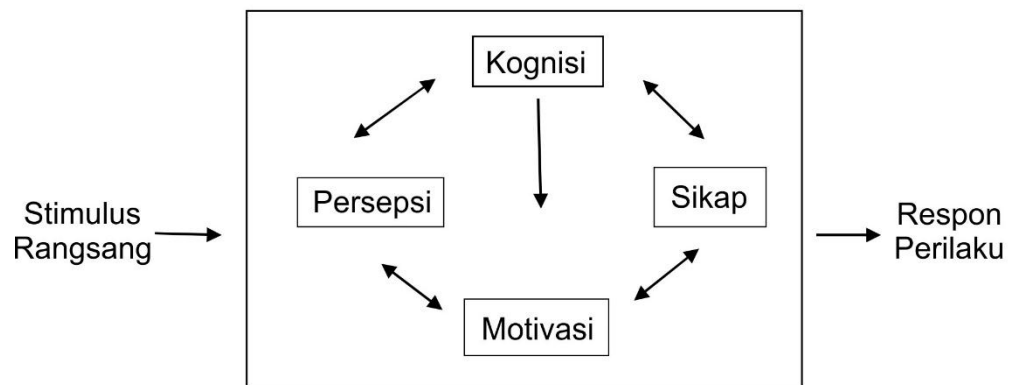 Kognisi
Persepsi
Sikap
Stimulus
Rangsang
Respon
Perilaku
Motivasi